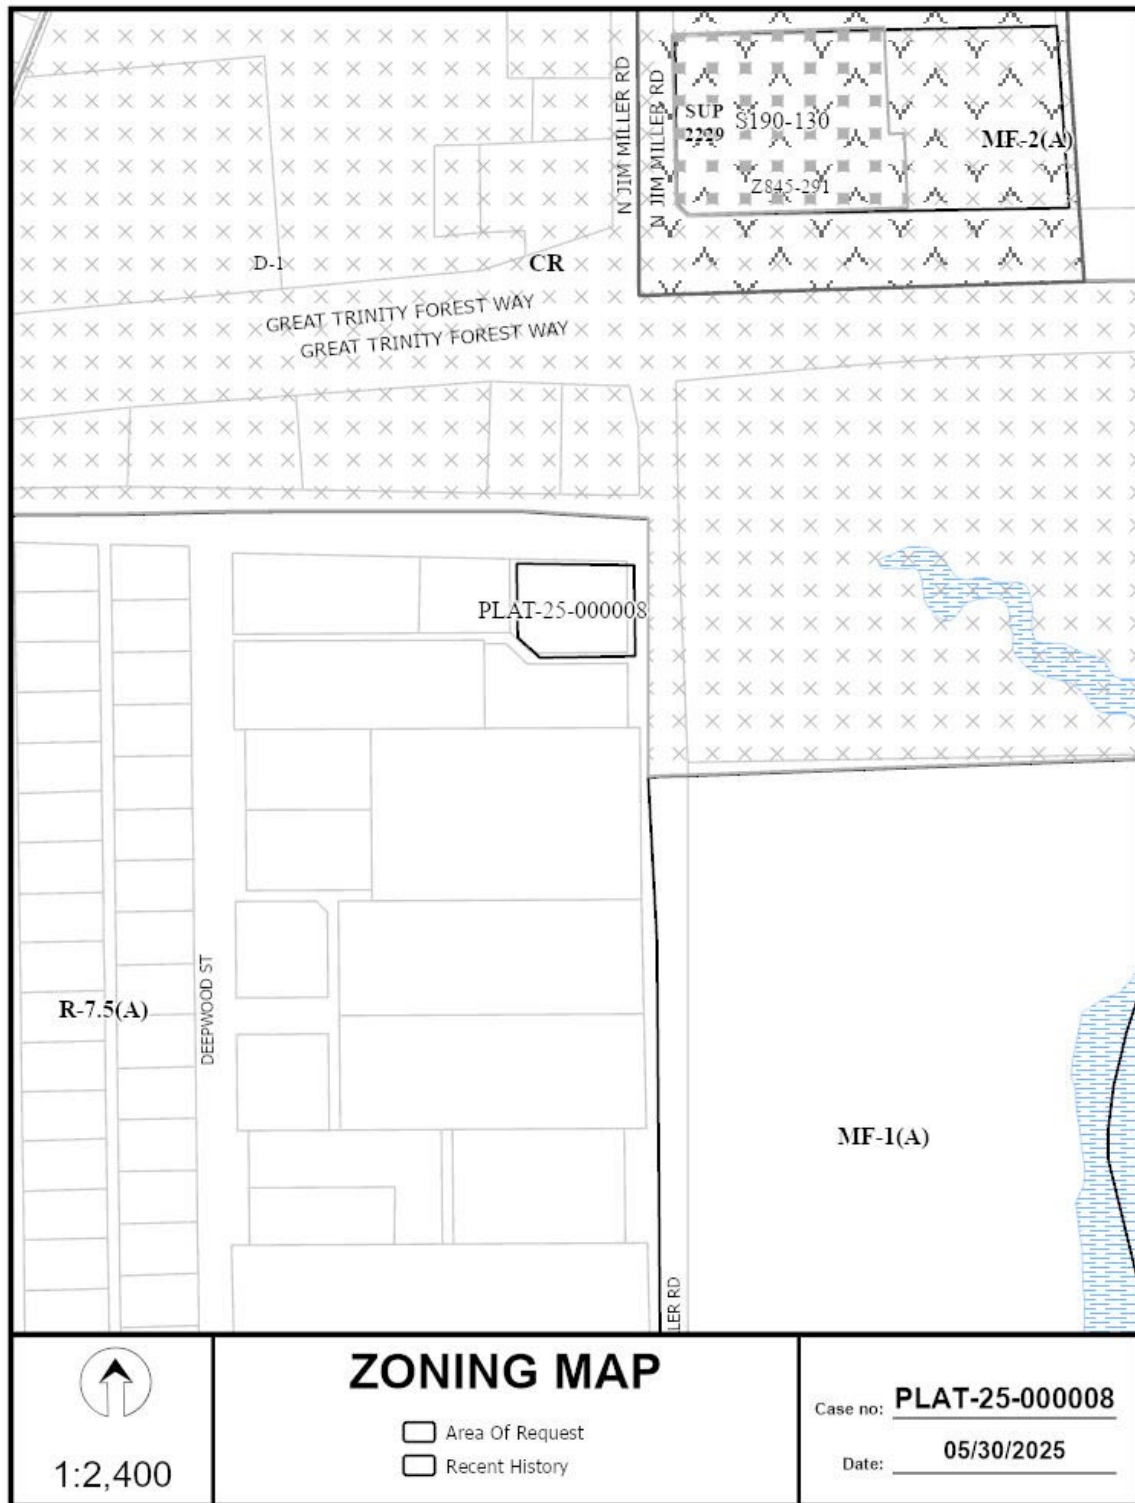 N JIM MILLER RD
N JIM MILLER RD
SUP
2229
S190-130
MF-2(A)
Z845-291
D-1
CR
GREAT TRINITY FOREST WAY
GREAT TRINITY FOREST WAY
PLAT-25-000008
R-7.5(A)
DEEPWOOD ST
MF-1(A)
LER RD
1:2,400
ZONING MAP
Area Of Request
Recent History
Case no: PLAT-25-000008
Date: 05/30/2025